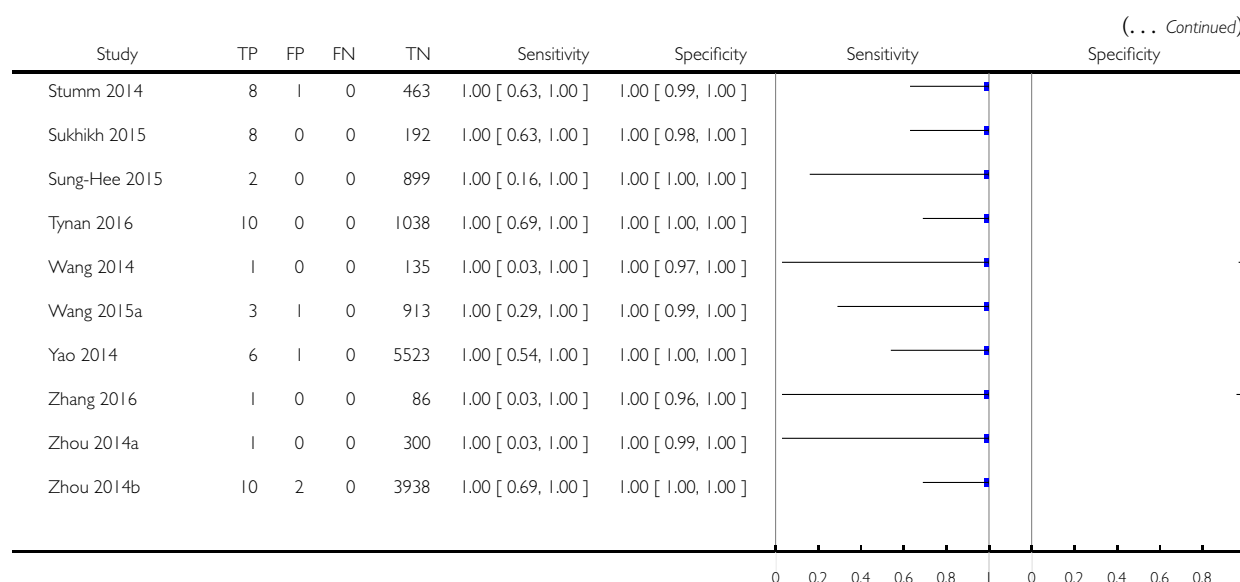 (... Continued)
Study TP FP FN TN Sensitivity Specificity Sensitivity Specificity
Stumm 2014 8 1 0 463 1.00 [ 0.63, 1.00 ] 1.00 [ 0.99, 1.00 ]
Sukhikh 2015 8 0 0 192 1.00 [ 0.63, 1.00 ] 1.00 [ 0.98, 1.00 ]
Sung-Hee 2015 2 0 0 899 1.00 [ 0.16, 1.00 ] 1.00 [ 1.00, 1.00 ]
Tynan 2016 10 0 0 1038 1.00 [ 0.69, 1.00 ] 1.00 [ 1.00, 1.00 ]
Wang 2014 1 0 0 135 1.00 [ 0.03, 1.00 ] 1.00 [ 0.97, 1.00 ]
Wang 2015a 3 1 0 913 1.00 [ 0.29, 1.00 ] 1.00 [ 0.99, 1.00 ]
Yao 2014 6 1 0 5523 1.00 [ 0.54, 1.00 ] 1.00 [ 1.00, 1.00 ]
Zhang 2016 1 0 0 86 1.00 [ 0.03, 1.00 ] 1.00 [ 0.96, 1.00 ]
Zhou 2014a 1 0 0 300 1.00 [ 0.03, 1.00 ] 1.00 [ 0.99, 1.00 ]
Zhou 2014b 10 2 0 3938 1.00 [ 0.69, 1.00 ] 1.00 [ 1.00, 1.00 ]
0 0.2 0.4 0.6 0.8 1 0 0.2 0.4 0.6 0.8